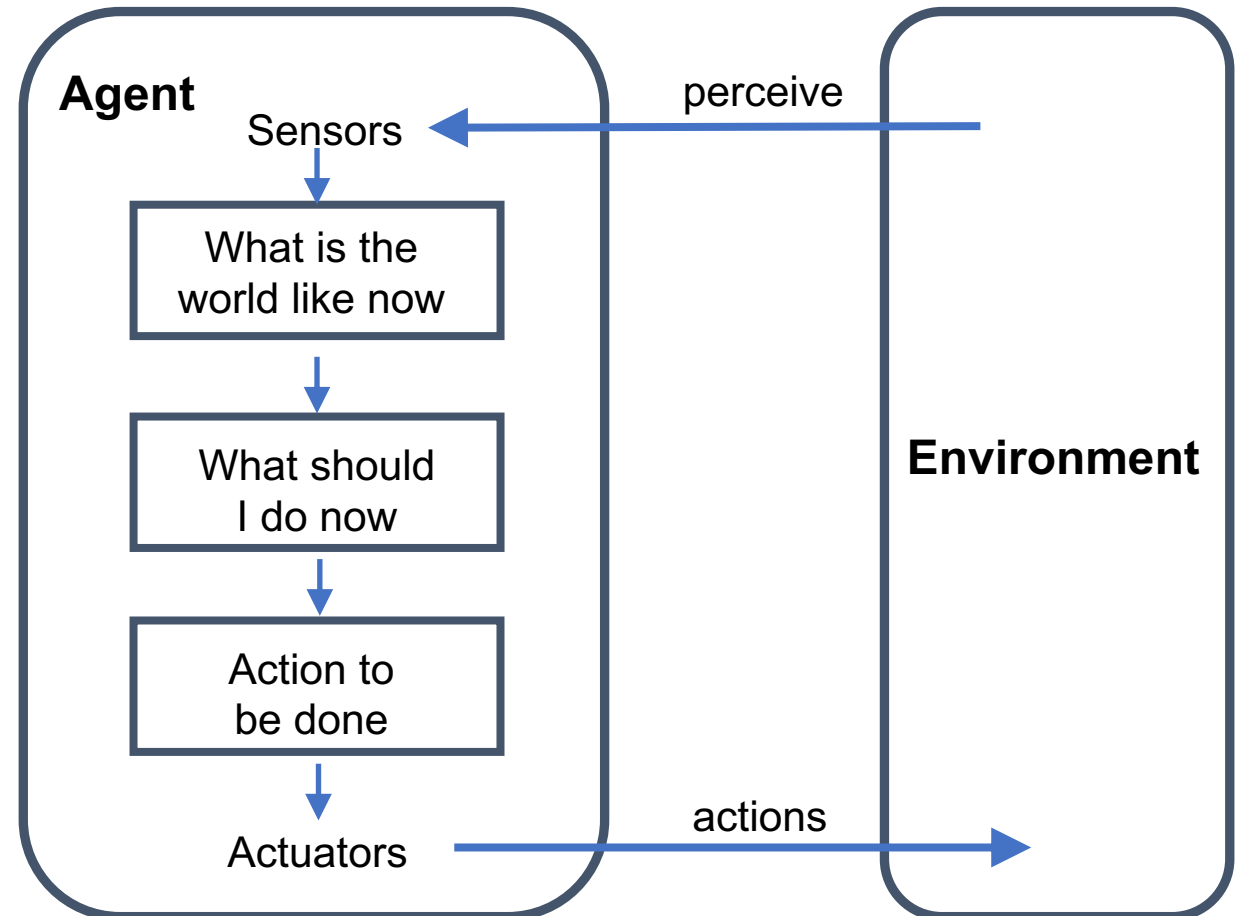 Agent
perceive
Sensors
What is the
world like now
What should
I do now
Environment
Action to
be done
actions
Actuators